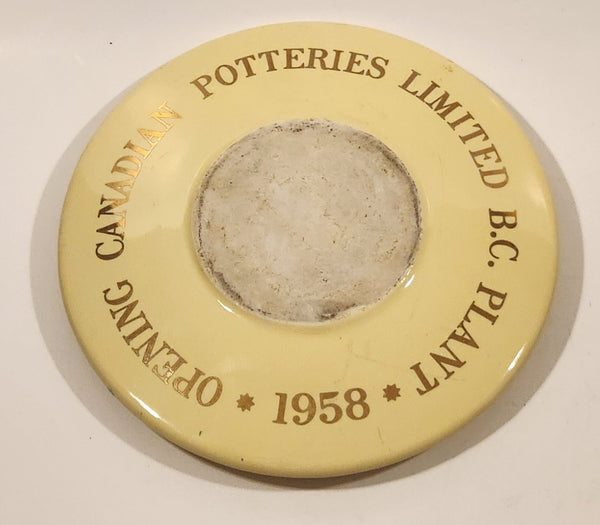 OPENING CANADIAN POTTERIES LIMITED B.C. PLANT
* 1958 *